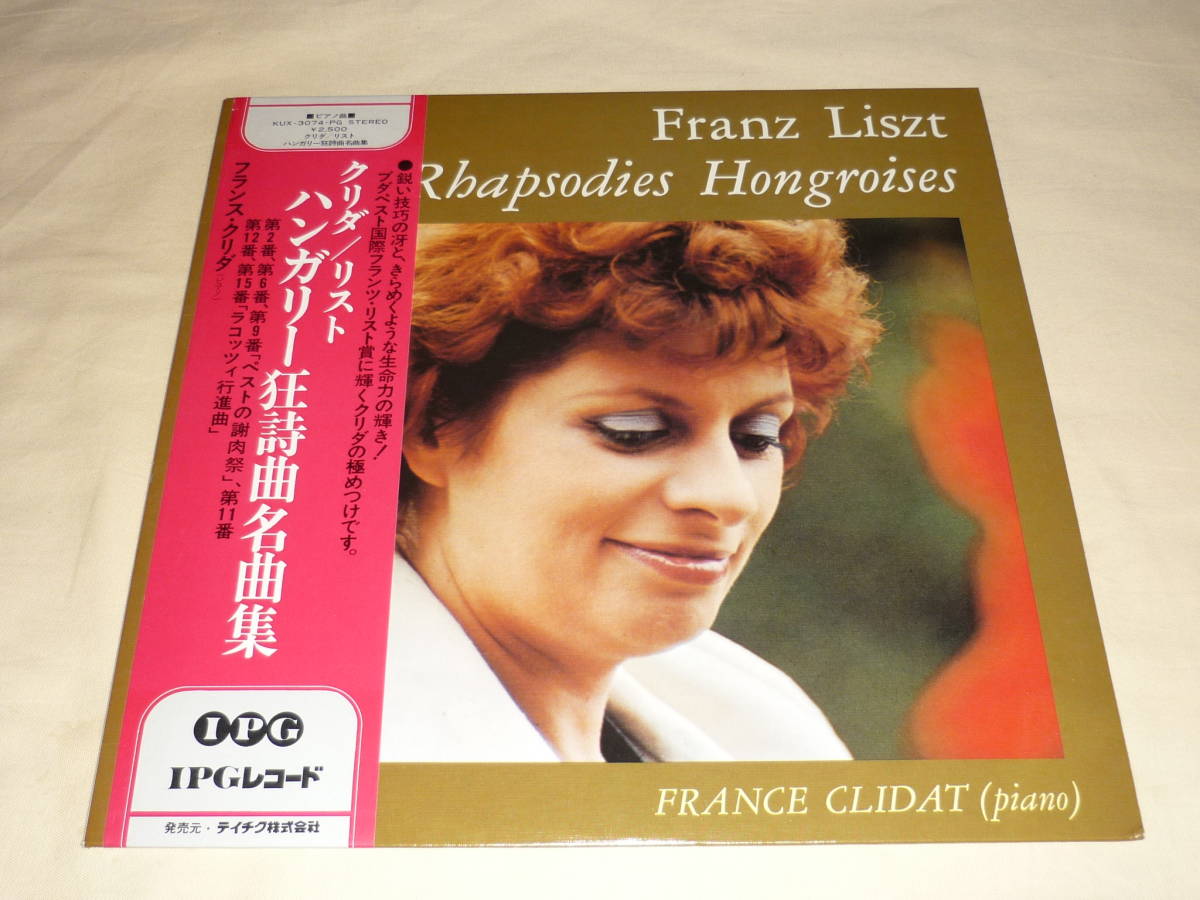 ■ピアノ曲■
KUX-3074-PG STEREO
￥2,500
クリダ／リスト
ハンガリー狂詩曲名曲集
●鋭い技巧の冴と、きらめくような生命力の輝き！
ブダペスト国際フランツ・リスト賞に輝くクリダの極めつけです。
クリダ／リスト
ハンガリー狂詩曲名曲集
第2番、第6番、第9番「ペストの謝肉祭」、第11番
第12番、第15番「ラコッツィ行進曲」
フランス・クリダ(ピアノ)
IPG
IPGレコード
発売元・テイチク株式会社
Franz Liszt
Rhapsodies Hongroises
FRANCE CLIDAT (piano)